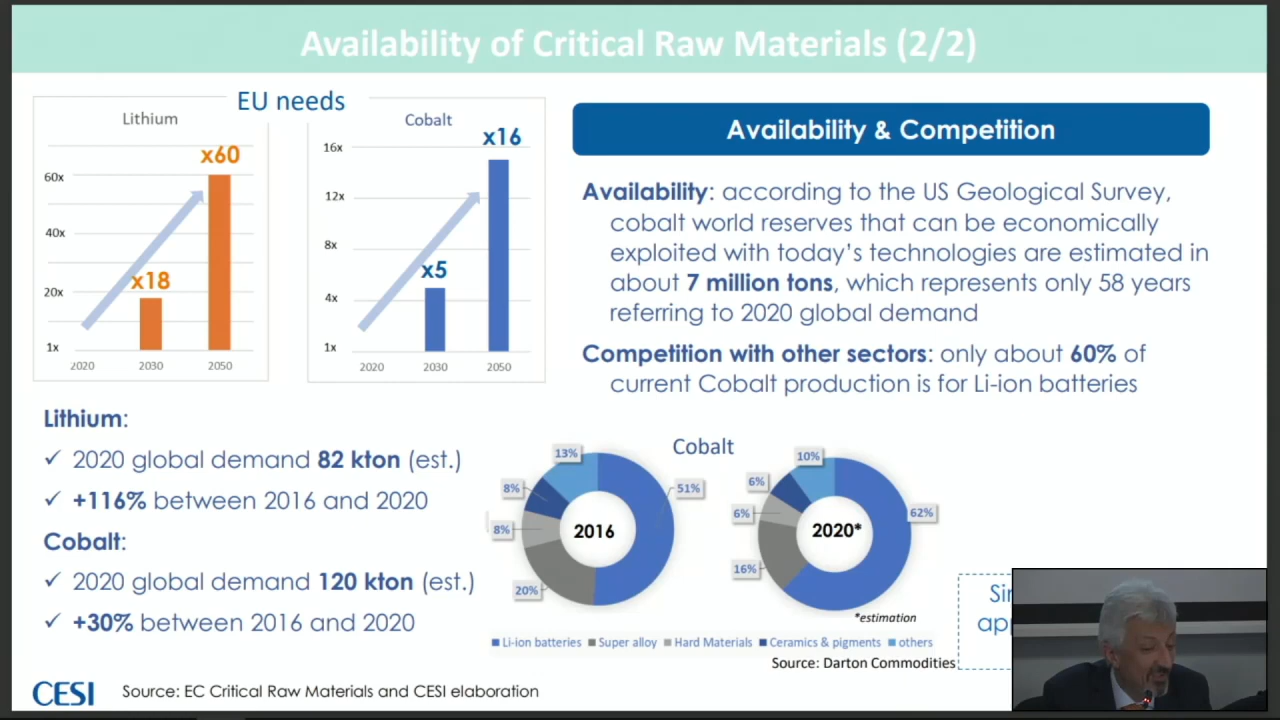 Availability of Critical Raw Materials (2/2)
EU needs
Lithium
x60
60x
40x
x18
20x
1x
2020
2030
2050
Cobalt
x16
16x
12x
8x
x5
4x
1x
2020
2030
2050
Availability & Competition
Availability: according to the US Geological Survey,
cobalt world reserves that can be economically
exploited with today's technologies are estimated in
about 7 million tons, which represents only 58 years
referring to 2020 global demand
Competition with other sectors: only about 60% of
current Cobalt production is for Li-ion batteries
Lithium:
✓ 2020 global demand 82 kton (est.)
✓ +116% between 2016 and 2020
Cobalt:
✓ 2020 global demand 120 kton (est.)
✓ +30% between 2016 and 2020
Cobalt
13%
8%
51%
8%
2016
20%
10%
6%
6%
62%
2020*
16%
*estimation
Li-ion batteries Super alloy Hard Materials Ceramics & pigments others
Source: Darton Commodities
CESI
Source: EC Critical Raw Materials and CESI elaboration